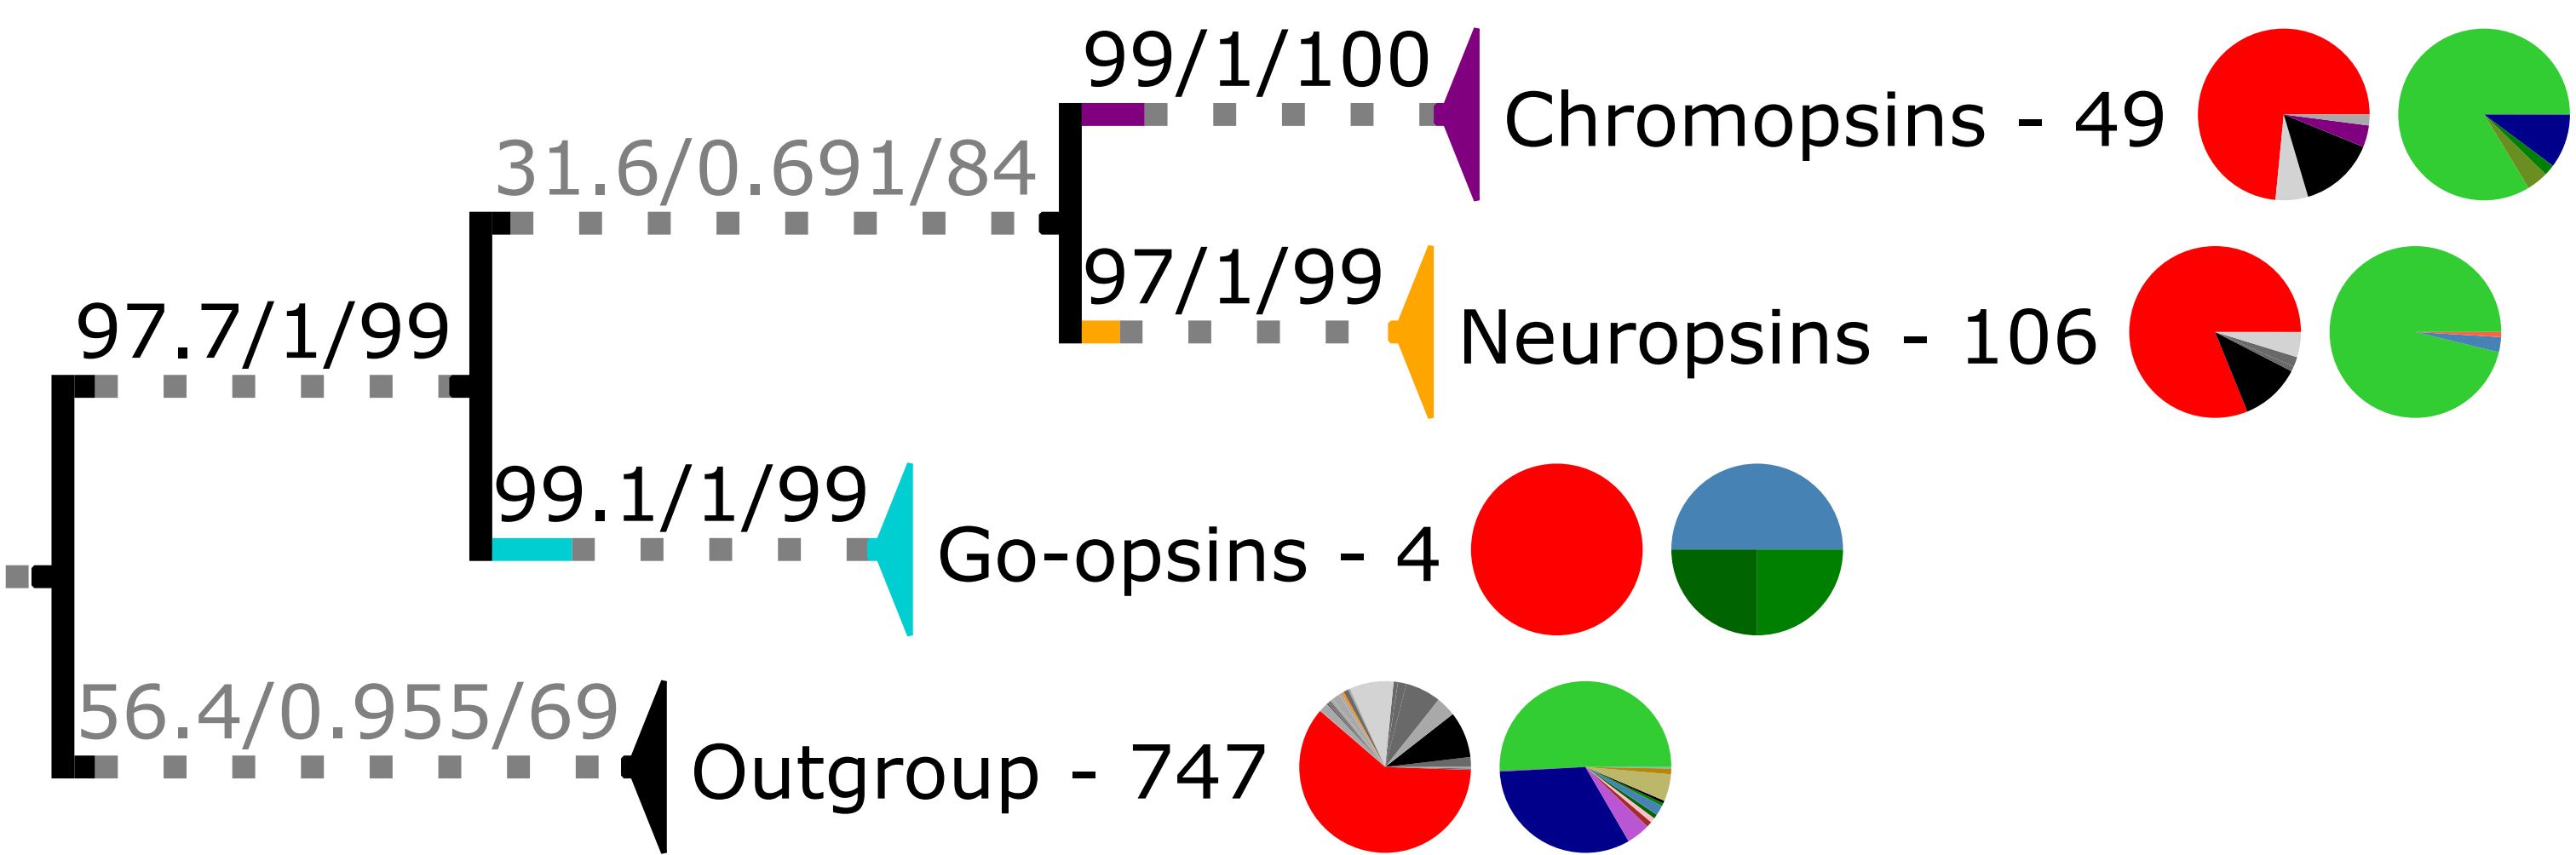 99/1/100
Chromopsins - 49
31.6/0.691/84
97/1/99
Neuropsins - 106
97.7/1/99
99.1/1/99
Go-opsins - 4
56.4/0.955/69
Outgroup - 747